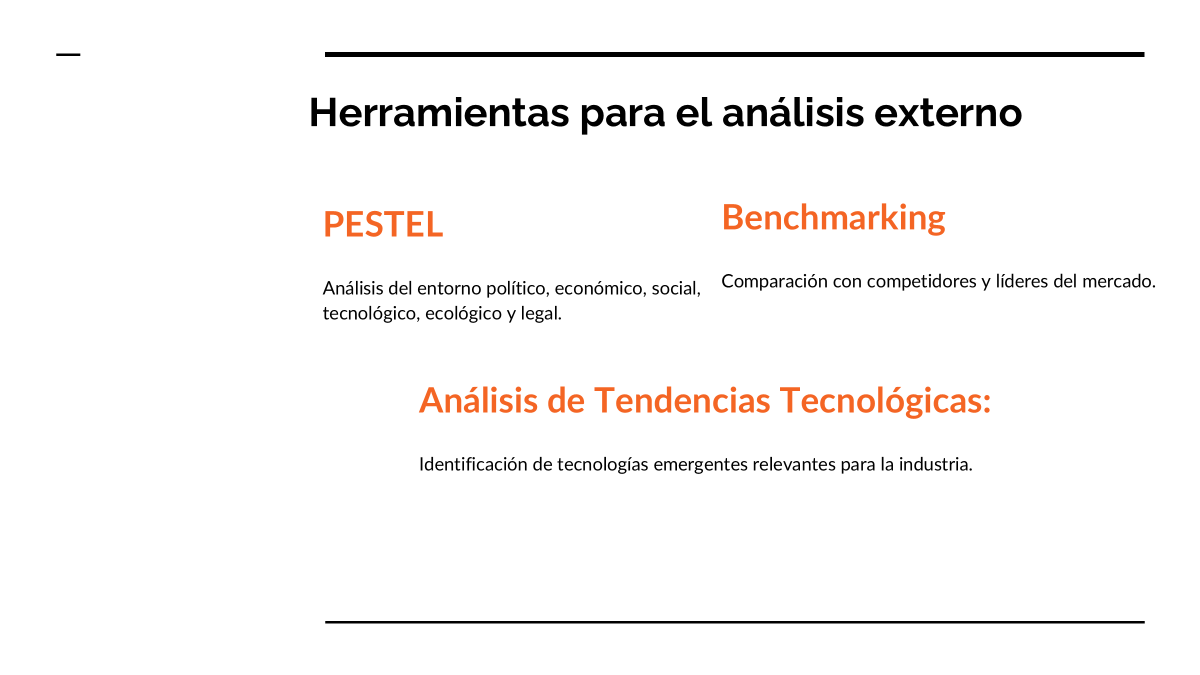 Herramientas para el análisis externo
PESTEL
Análisis del entorno político, económico, social,
tecnológico, ecológico y legal.
Benchmarking
Comparación con competidores y líderes del mercado.
Análisis de Tendencias Tecnológicas:
Identificación de tecnologías emergentes relevantes para la industria.